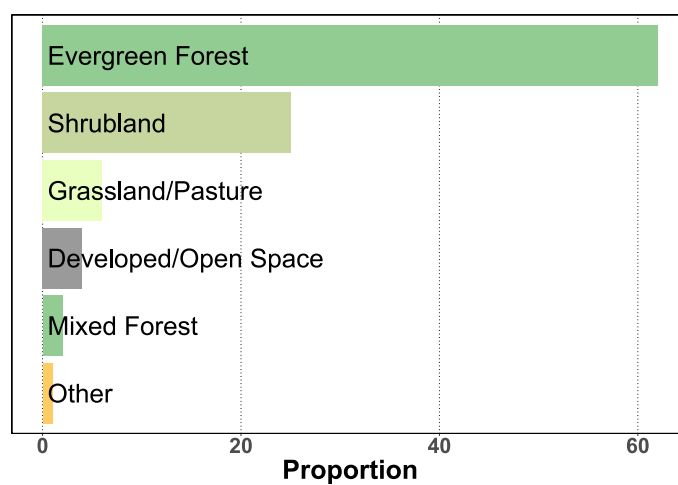 Evergreen Forest
Shrubland
Grassland/Pasture
Developed/Open Space
Mixed Forest
Other
0 20 40 60
Proportion